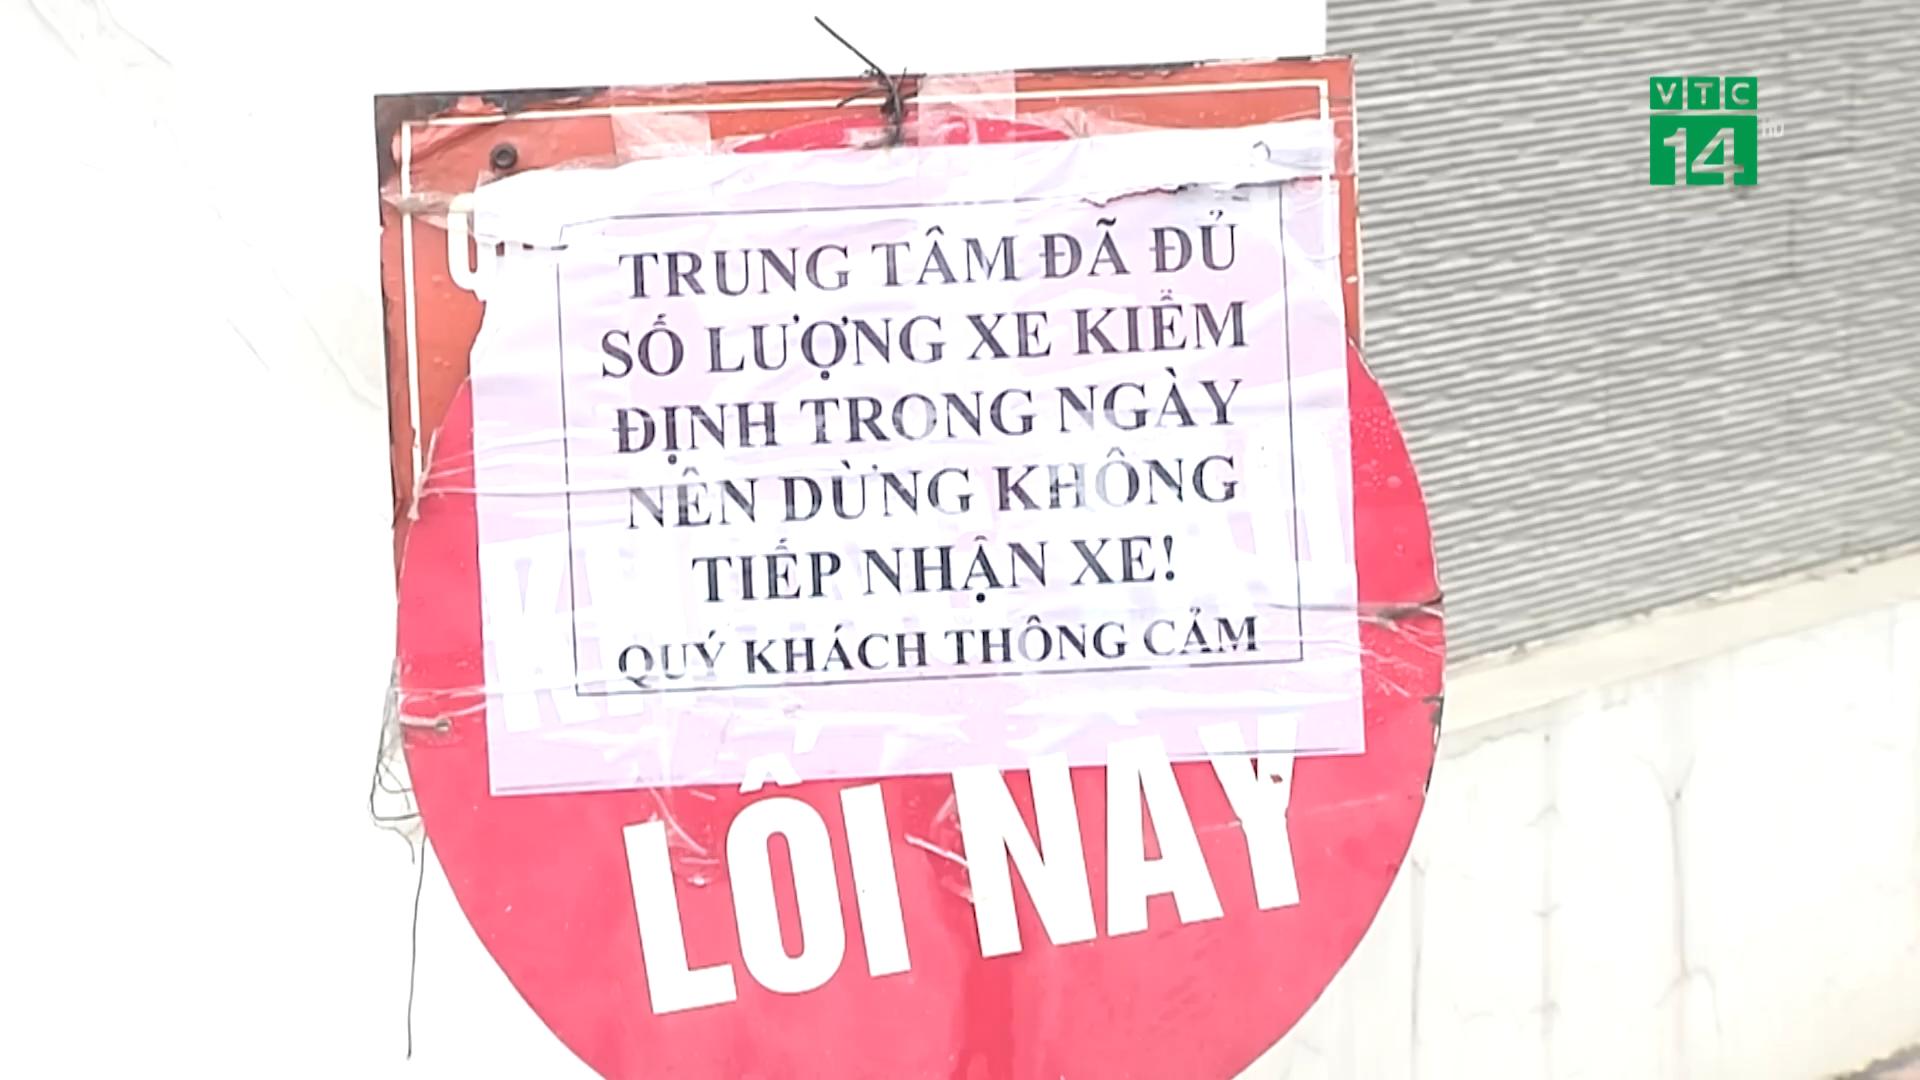 VTC
14
HD
TRUNG TÂM ĐÃ ĐỦ
SỐ LƯỢNG XE KIỂM
ĐỊNH TRONG NGÀY
NÊN DỪNG KHÔNG
TIẾP NHẬN XE!
QUÝ KHÁCH THÔNG CẢM
LỐI NÀY